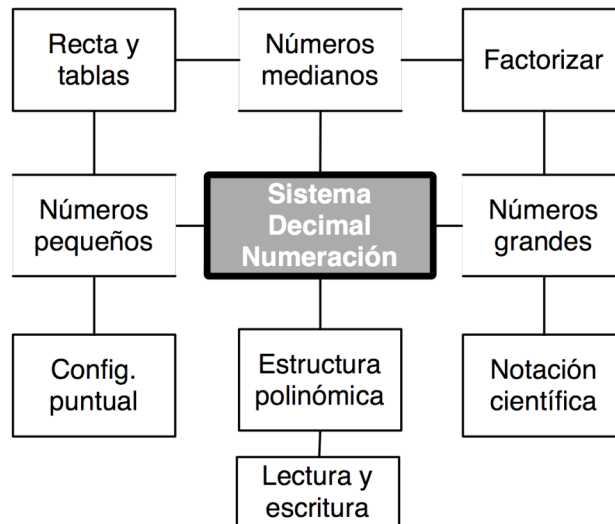 Recta y
tablas
Números
medianos
Factorizar
Números
pequeños
Sistema
Decimal
Numeración
Números
grandes
Config.
puntual
Estructura
polinómica
Notación
científica
Lectura y
escritura